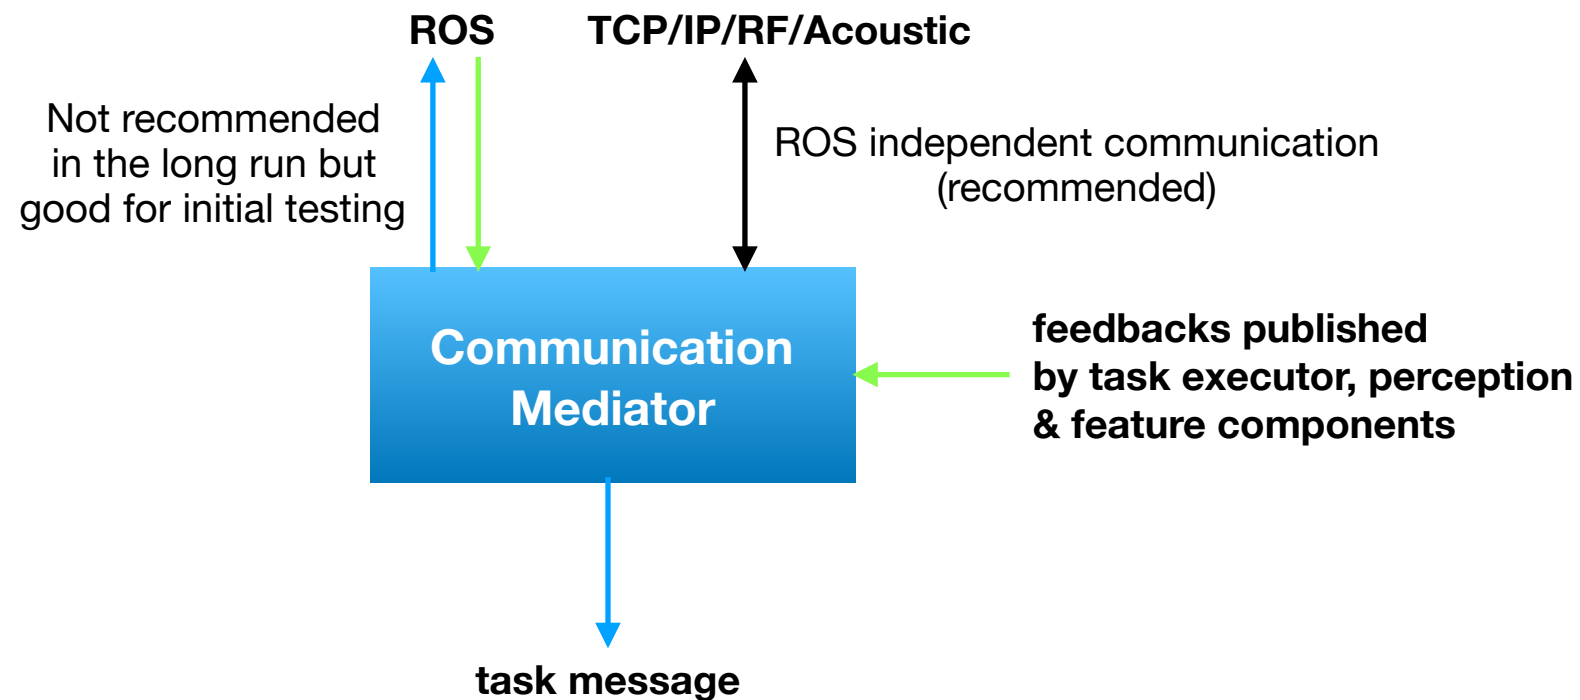 ROS
TCP/IP/RF/Acoustic
Not recommended
in the long run but
good for initial testing
ROS independent communication
(recommended)
Communication
Mediator
feedbacks published
by task executor, perception
& feature components
task message